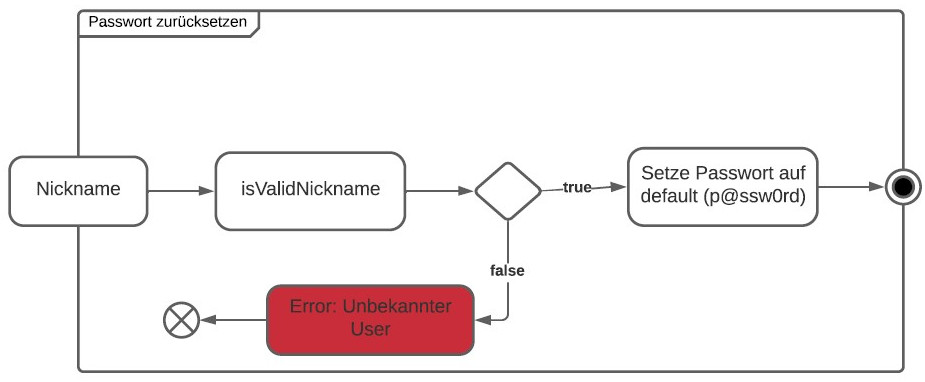 Passwort zurücksetzen
Nickname
isValidNickname
true
Setze Passwort auf
default (p@ssw0rd)
false
Error: Unbekannter
User